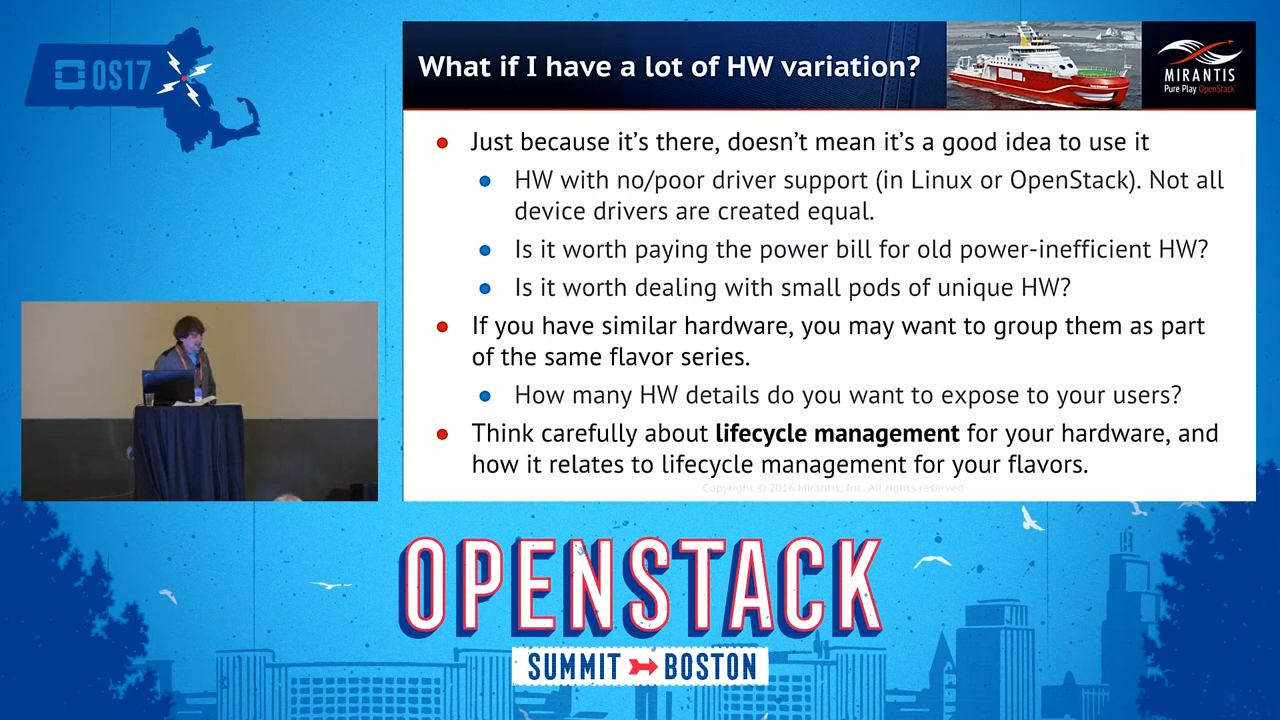 OS17
What if I have a lot of HW variation?
MIRANTIS
Pure Play OpenStack
Just because it's there, doesn't mean it's a good idea to use it
HW with no/poor driver support (in Linux or OpenStack). Not all
device drivers are created equal.
Is it worth paying the power bill for old power-inefficient HW?
Is it worth dealing with small pods of unique HW?
If you have similar hardware, you may want to group them as part
of the same flavor series.
How many HW details do you want to expose to your users?
Think carefully about lifecycle management for your hardware, and
how it relates to lifecycle management for your flavors.
Copyright © 2016 Mirantis, Inc. All rights reserved
OPENSTACK
SUMMIT BOSTON